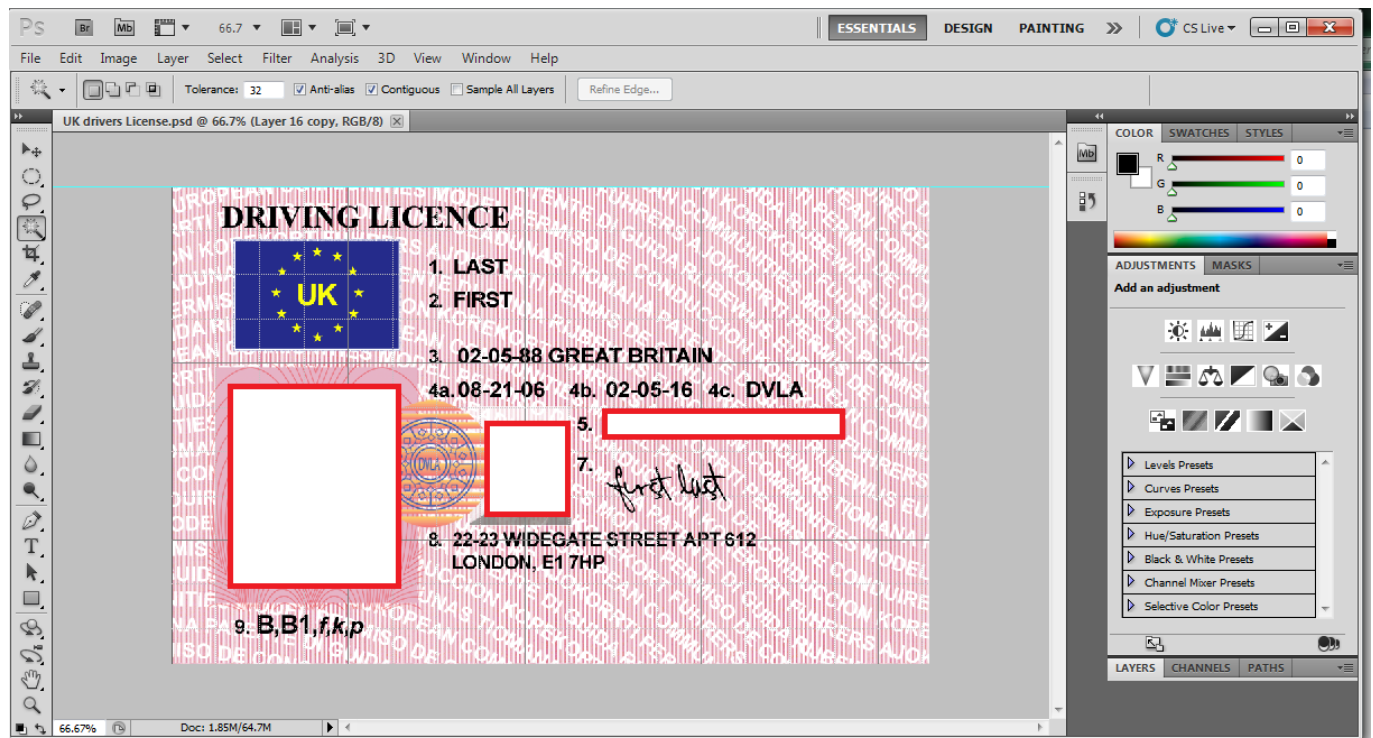 Ps Br Mb 66.7 ESSENTIALS DESIGN PAINTING CS Live
File Edit Image Layer Select Filter Analysis 3D View Window Help
Tolerance: 32 Anti-alias Contiguous Sample All Layers Refine Edge...
UK drivers License.psd @ 66.7% (Layer 16 copy, RGB/8)
DRIVING LICENCE
UK
1. LAST
2. FIRST
3. 02-05-88 GREAT BRITAIN
4a. 08-21-06 4b. 02-05-16 4c. DVLA
DVLA
5.
7. first last
8. 22-23 WIDEGATE STREET APT 612
LONDON, E1 7HP
9. B,B1,f,k,p
66.67% Doc: 1.85M/64.7M
Mb
COLOR SWATCHES STYLES
R 0
G 0
B 0
ADJUSTMENTS MASKS
Add an adjustment
Levels Presets
Curves Presets
Exposure Presets
Hue/Saturation Presets
Black & White Presets
Channel Mixer Presets
Selective Color Presets
LAYERS CHANNELS PATHS